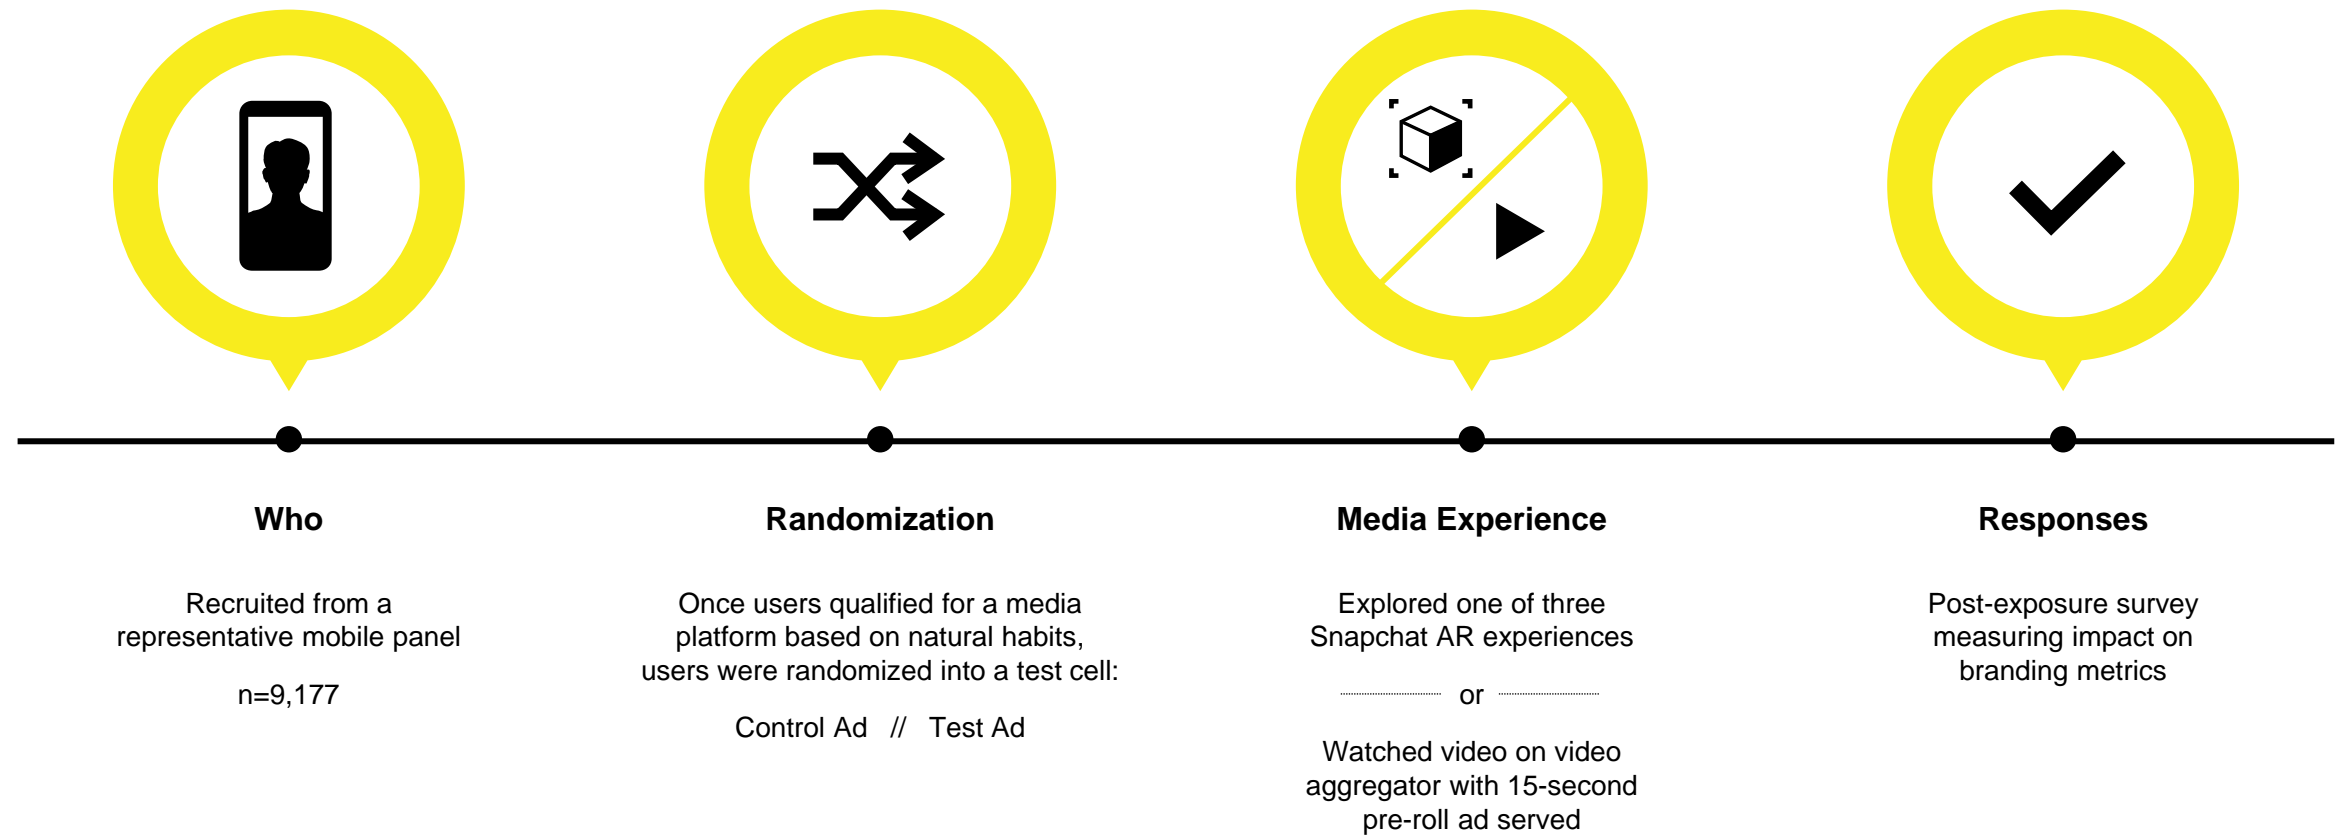 Who
Recruited from a
representative mobile panel
n=9,177
Randomization
Once users qualified for a media
platform based on natural habits,
users were randomized into a test cell:
Control Ad // Test Ad
Media Experience
Explored one of three
Snapchat AR experiences
or
Watched video on video
aggregator with 15-second
pre-roll ad served
Responses
Post-exposure survey
measuring impact on
branding metrics